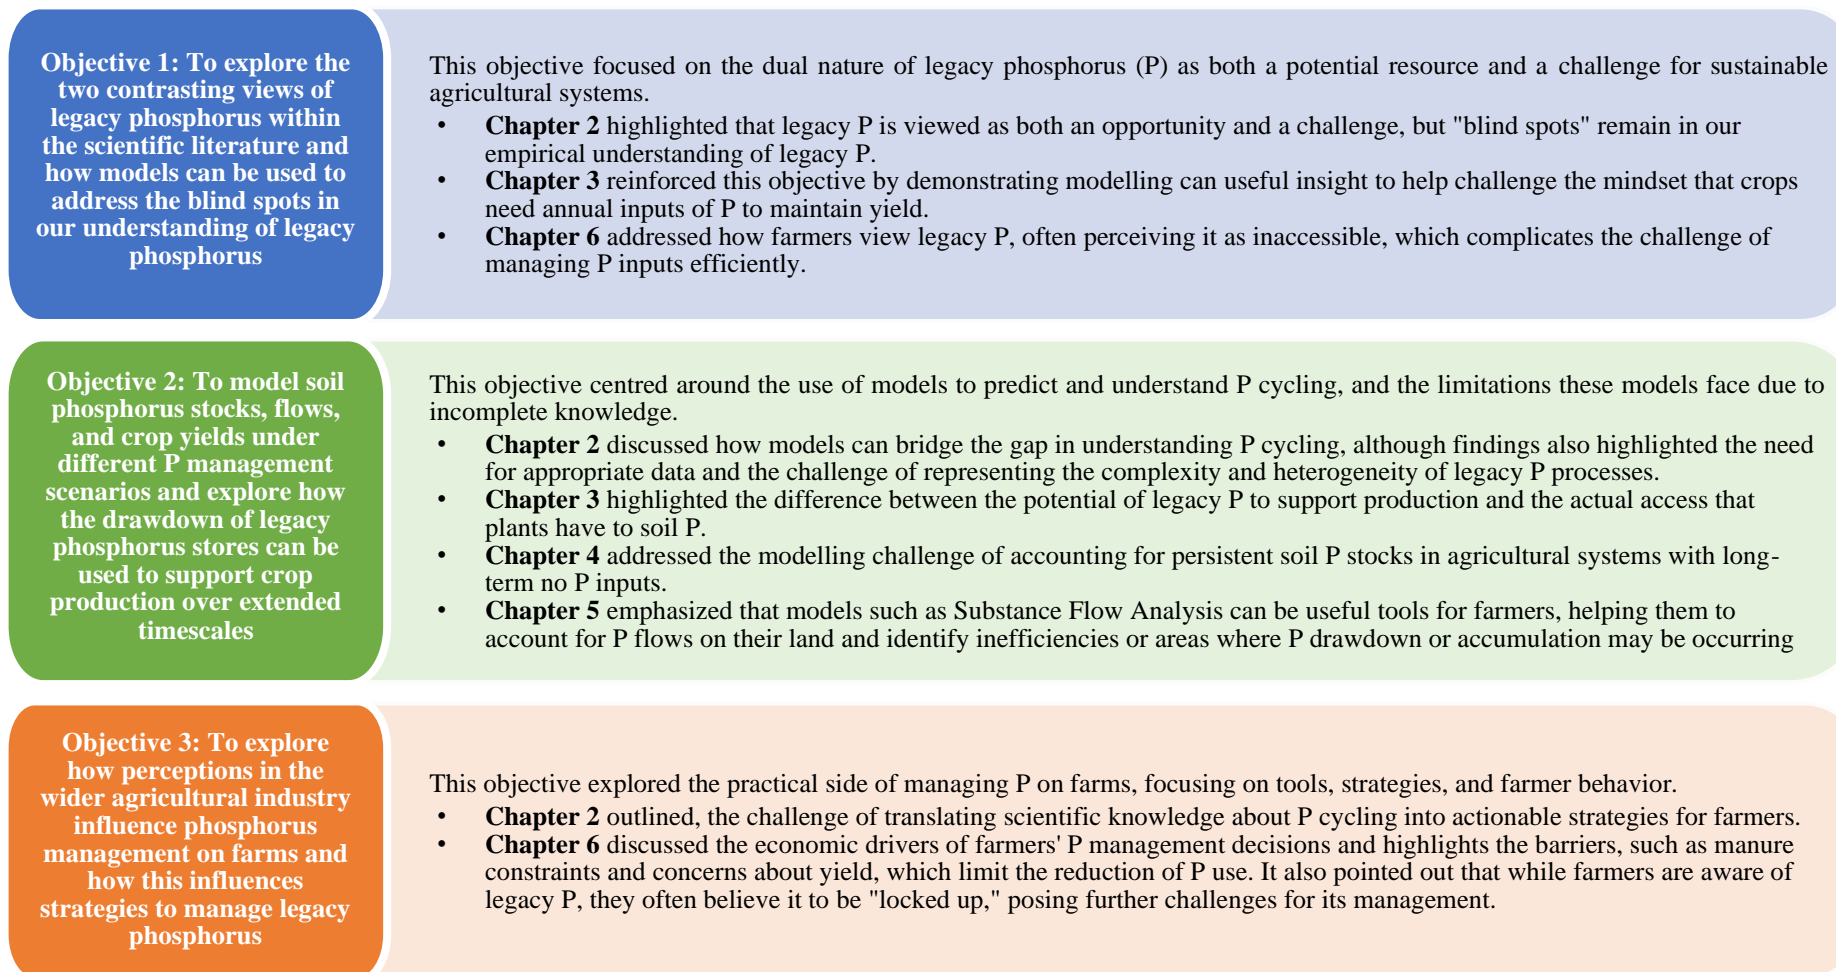 Objective 1: To explore the
two contrasting views of
legacy phosphorus within
the scientific literature and
how models can be used to
address the blind spots in
our understanding of legacy
phosphorus
This objective focused on the dual nature of legacy phosphorus (P) as both a potential resource and a challenge for sustainable
agricultural systems.
• Chapter 2 highlighted that legacy P is viewed as both an opportunity and a challenge, but "blind spots" remain in our
empirical understanding of legacy P.
• Chapter 3 reinforced this objective by demonstrating modelling can useful insight to help challenge the mindset that crops
need annual inputs of P to maintain yield.
• Chapter 6 addressed how farmers view legacy P, often perceiving it as inaccessible, which complicates the challenge of
managing P inputs efficiently.
Objective 2: To model soil
phosphorus stocks, flows,
and crop yields under
different P management
scenarios and explore how
the drawdown of legacy
phosphorus stores can be
used to support crop
production over extended
timescales
This objective centred around the use of models to predict and understand P cycling, and the limitations these models face due to
incomplete knowledge.
• Chapter 2 discussed how models can bridge the gap in understanding P cycling, although findings also highlighted the need
for appropriate data and the challenge of representing the complexity and heterogeneity of legacy P processes.
• Chapter 3 highlighted the difference between the potential of legacy P to support production and the actual access that
plants have to soil P.
• Chapter 4 addressed the modelling challenge of accounting for persistent soil P stocks in agricultural systems with long-
term no P inputs.
• Chapter 5 emphasized that models such as Substance Flow Analysis can be useful tools for farmers, helping them to
account for P flows on their land and identify inefficiencies or areas where P drawdown or accumulation may be occurring
Objective 3: To explore
how perceptions in the
wider agricultural industry
influence phosphorus
management on farms and
how this influences
strategies to manage legacy
phosphorus
This objective explored the practical side of managing P on farms, focusing on tools, strategies, and farmer behavior.
• Chapter 2 outlined, the challenge of translating scientific knowledge about P cycling into actionable strategies for farmers.
• Chapter 6 discussed the economic drivers of farmers' P management decisions and highlights the barriers, such as manure
constraints and concerns about yield, which limit the reduction of P use. It also pointed out that while farmers are aware of
legacy P, they often believe it to be "locked up," posing further challenges for its management.